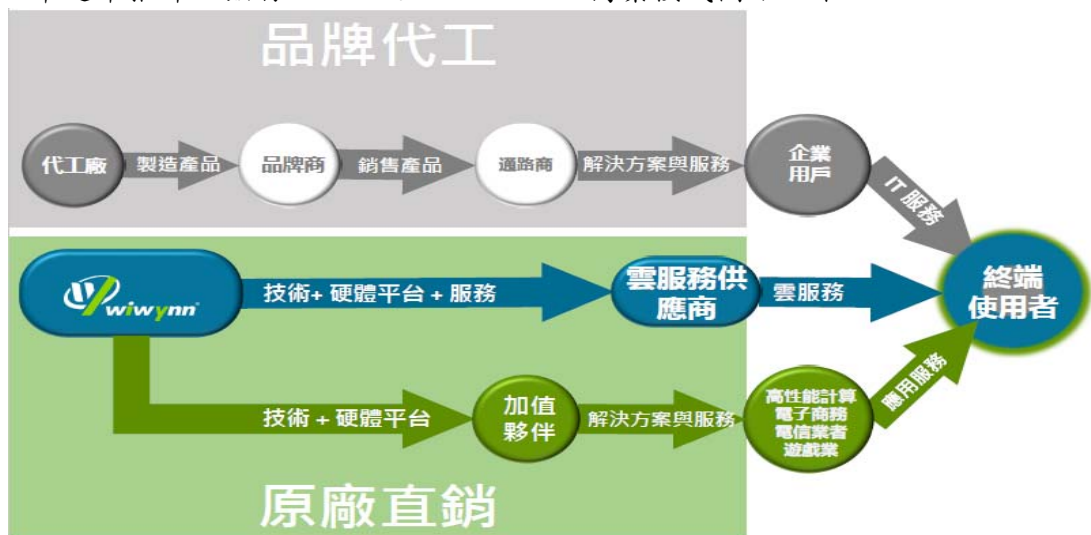 品牌代工
代工廠
製造產品
品牌商
銷售產品
通路商
解決方案與服務
企業
用戶
IT 服務
wiwynn
技術+ 硬體平台 + 服務
雲服務供
應商
雲服務
終端
使用者
技術 + 硬體平台
加值
夥伴
解決方案與服務
高性能計算
電子商務
電信業者
遊戲業
應用服務
原廠直銷